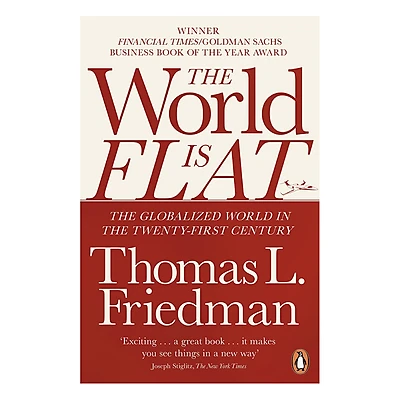 WINNER
FINANCIAL TIMES/GOLDMAN SACHS
BUSINESS BOOK OF THE YEAR AWARD
THE
World
IS
FLAT
THE GLOBALIZED WORLD IN
THE TWENTY-FIRST CENTURY
Thomas L.
Friedman
‘Exciting . . . a great book . . . it makes
you see things in a new way’
Joseph Stiglitz, The New York Times